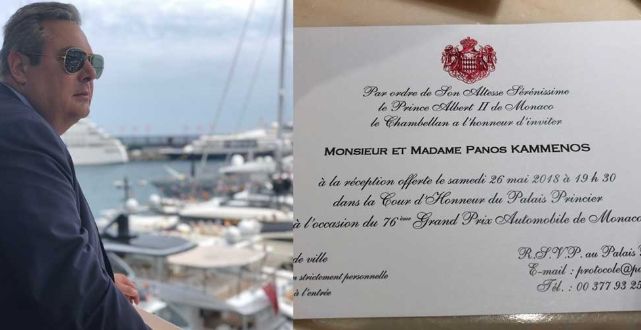 Par ordre de Son Altesse Sérénissime
le Prince Albert II de Monaco
le Chambellan a l'honneur d'inviter
MONSIEUR ET MADAME PANOS KAMMENOS
à la réception offerte le samedi 26 mai 2018 à 19 h 30
dans la Cour d'Honneur du Palais Princier
à l'occasion du 76ème Grand Prix Automobile de Monaco
de ville
strictement personnelle
à l'entrée
R.S.V.P. au Palais
E-mail : protocole@p
Tél. : 00 377 93 25